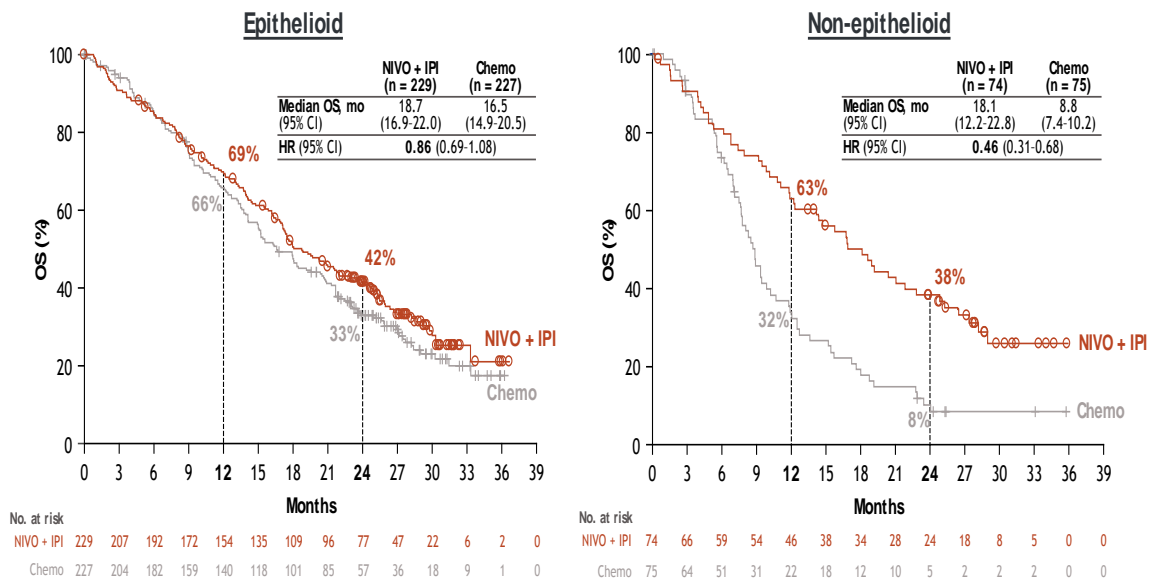 Epithelioid
NIVO + IPI Chemo
(n = 229) (n = 227)
Median OS, mo 18.7 16.5
(95% CI) (16.9-22.0) (14.9-20.5)
HR (95% CI) 0.86 (0.69-1.08)
OS (%)
100
80
60
40
20
0
69%
66%
42%
33%
NIVO + IPI
Chemo
0 3 6 9 12 15 18 21 24 27 30 33 36 39
Months
No. at risk
NIVO + IPI 229 207 192 172 154 135 109 96 77 47 22 6 2 0
Chemo 227 204 182 159 140 118 101 85 57 36 18 9 1 0
Non-epithelioid
NIVO + IPI Chemo
(n = 74) (n = 75)
Median OS, mo 18.1 8.8
(95% CI) (12.2-22.8) (7.4-10.2)
HR (95% CI) 0.46 (0.31-0.68)
OS (%)
100
80
60
40
20
0
63%
32%
38%
8%
NIVO + IPI
Chemo
0 3 6 9 12 15 18 21 24 27 30 33 36 39
Months
No. at risk
NIVO + IPI 74 66 59 54 46 38 34 28 24 18 8 5 0 0
Chemo 75 64 51 31 22 18 12 10 5 2 2 2 0 0